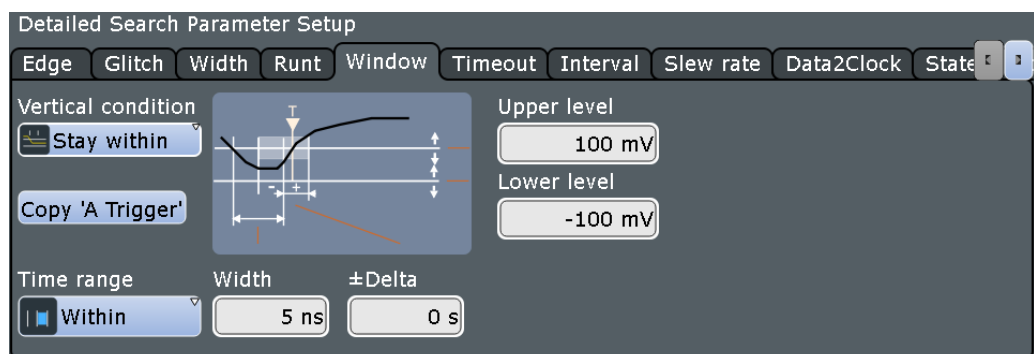 Detailed Search Parameter Setup
Edge Glitch Width Runt Window Timeout Interval Slew rate Data2Clock State
Vertical condition
Stay within
Copy 'A Trigger'
T
- +
Upper level
100 mV
Lower level
-100 mV
Time range
Within
Width
5 ns
±Delta
0 s